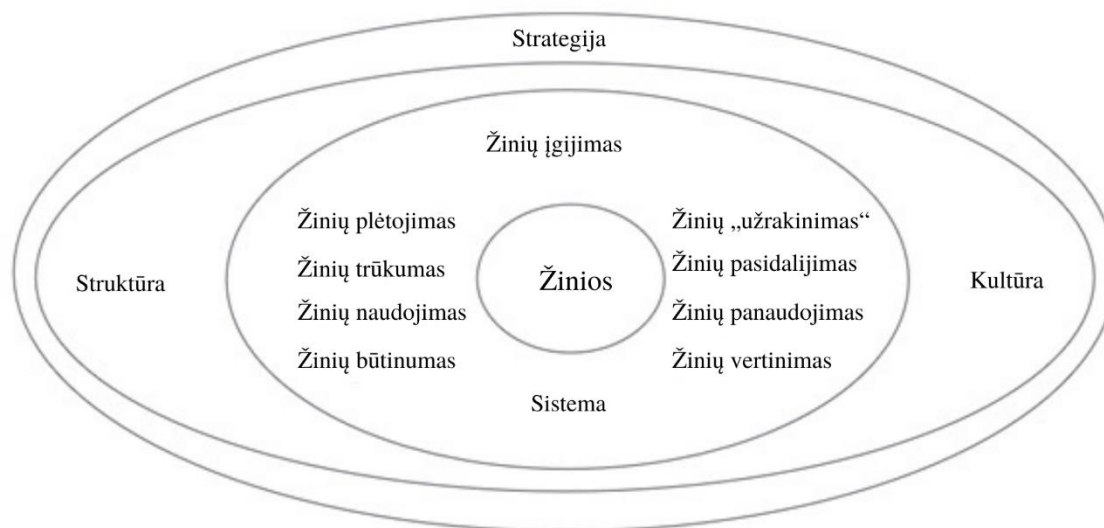 Strategija
Žinių įgijimas
Žinių plėtojimas
Žinių trūkumas
Žinių naudojimas
Žinių būtinumas
Žinių „užrakinimas“
Žinių pasidalijimas
Žinių panaudojimas
Žinių vertinimas
Struktūra
Žinios
Kultūra
Sistema